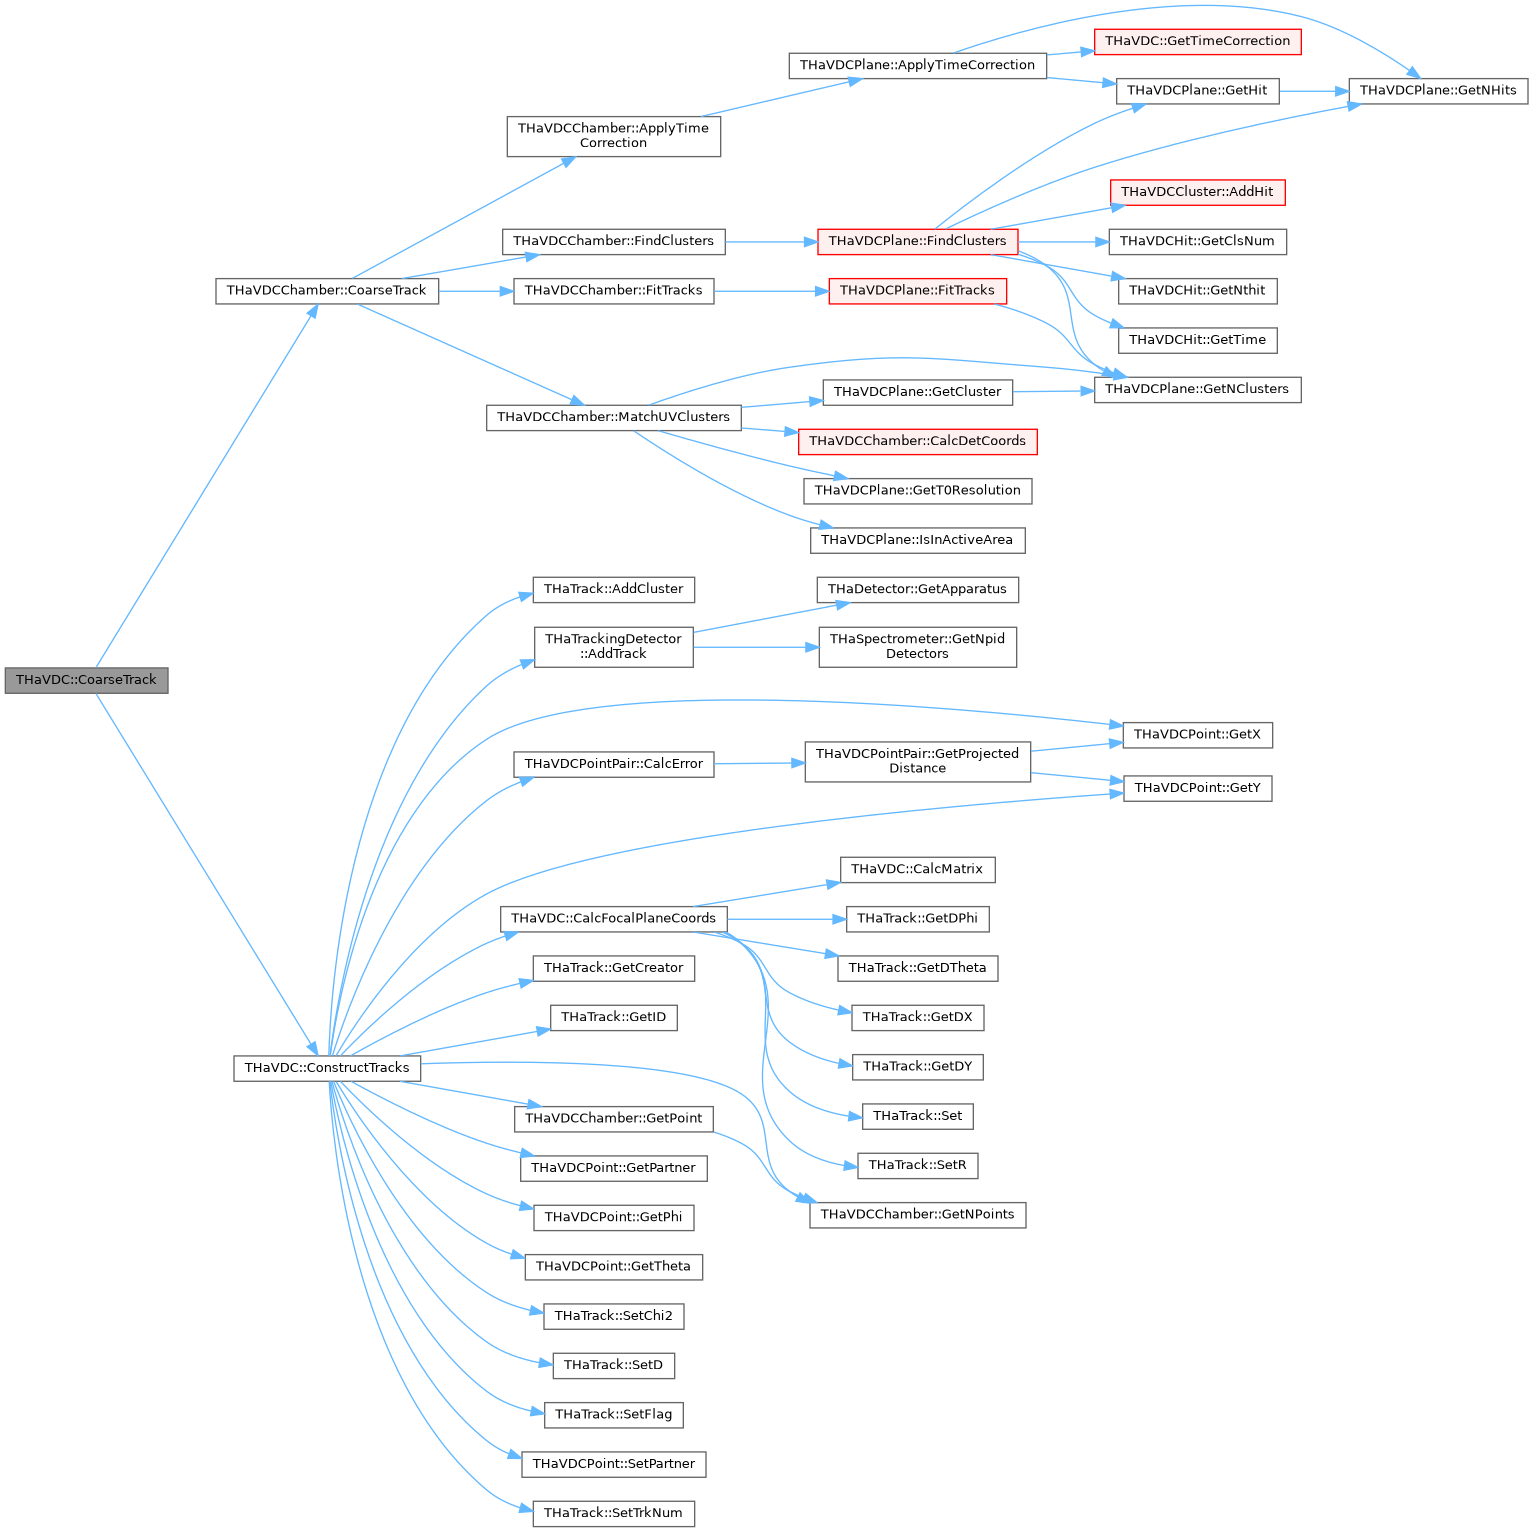 THaVDC::GetTimeCorrection
THaVDCPlane::ApplyTimeCorrection
THaVDCPlane::GetHit
THaVDCPlane::GetNHits
THaVDCChamber::ApplyTime
Correction
THaVDCCluster::AddHit
THaVDCChamber::FindClusters
THaVDCPlane::FindClusters
THaVDCHit::GetClsNum
THaVDCChamber::CoarseTrack
THaVDCChamber::FitTracks
THaVDCPlane::FitTracks
THaVDCHit::GetNthit
THaVDCHit::GetTime
THaVDCPlane::GetCluster
THaVDCPlane::GetNClusters
THaVDCChamber::MatchUVClusters
THaVDCChamber::CalcDetCoords
THaVDCPlane::GetT0Resolution
THaVDCPlane::IsInActiveArea
THaTrack::AddCluster
THaDetector::GetApparatus
THaTrackingDetector
::AddTrack
THaSpectrometer::GetNpid
Detectors
THaVDC::CoarseTrack
THaVDCPoint::GetX
THaVDCPointPair::CalcError
THaVDCPointPair::GetProjected
Distance
THaVDCPoint::GetY
THaVDC::CalcMatrix
THaVDC::CalcFocalPlaneCoords
THaTrack::GetDPhi
THaTrack::GetCreator
THaTrack::GetDTheta
THaTrack::GetID
THaTrack::GetDX
THaVDC::ConstructTracks
THaTrack::GetDY
THaVDCChamber::GetPoint
THaTrack::Set
THaVDCPoint::GetPartner
THaTrack::SetR
THaVDCPoint::GetPhi
THaVDCChamber::GetNPoints
THaVDCPoint::GetTheta
THaTrack::SetChi2
THaTrack::SetD
THaTrack::SetFlag
THaVDCPoint::SetPartner
THaTrack::SetTrkNum